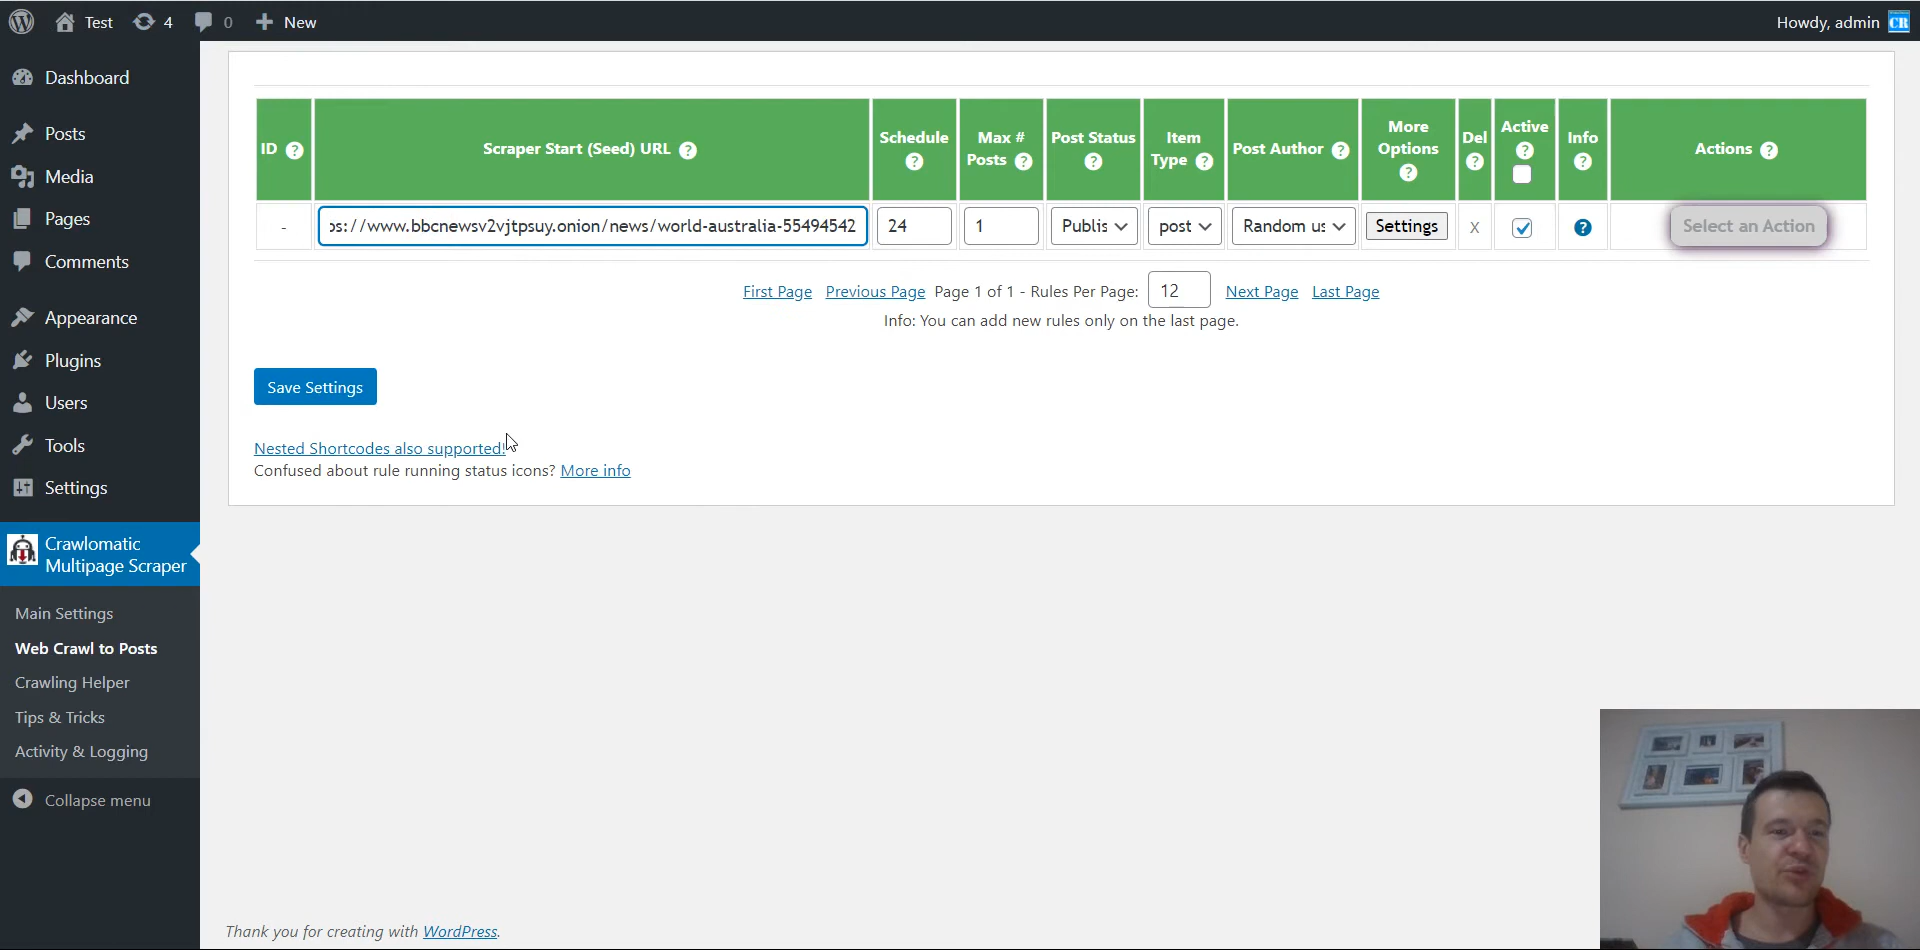 Test 4 0 New Howdy, admin CR
Dashboard
Posts
Media
Pages
Comments
Appearance
Plugins
Users
Tools
Settings
Crawlomatic
Multipage Scraper
Main Settings
Web Crawl to Posts
Crawling Helper
Tips & Tricks
Activity & Logging
Collapse menu
ID ? Scraper Start (Seed) URL ? Schedule ? Max # Posts ? Post Status ? Item Type ? Post Author ? More Options ? Del ? Active ? Info ? Actions ?
- ps://www.bbcnewsv2vjtpsuy.onion/news/world-australia-55494542 24 1 Publis post Random us Settings X ? Select an Action
First Page Previous Page Page 1 of 1 - Rules Per Page: 12 Next Page Last Page
Info: You can add new rules only on the last page.
Save Settings
Nested Shortcodes also supported!
Confused about rule running status icons? More info
Thank you for creating with WordPress.